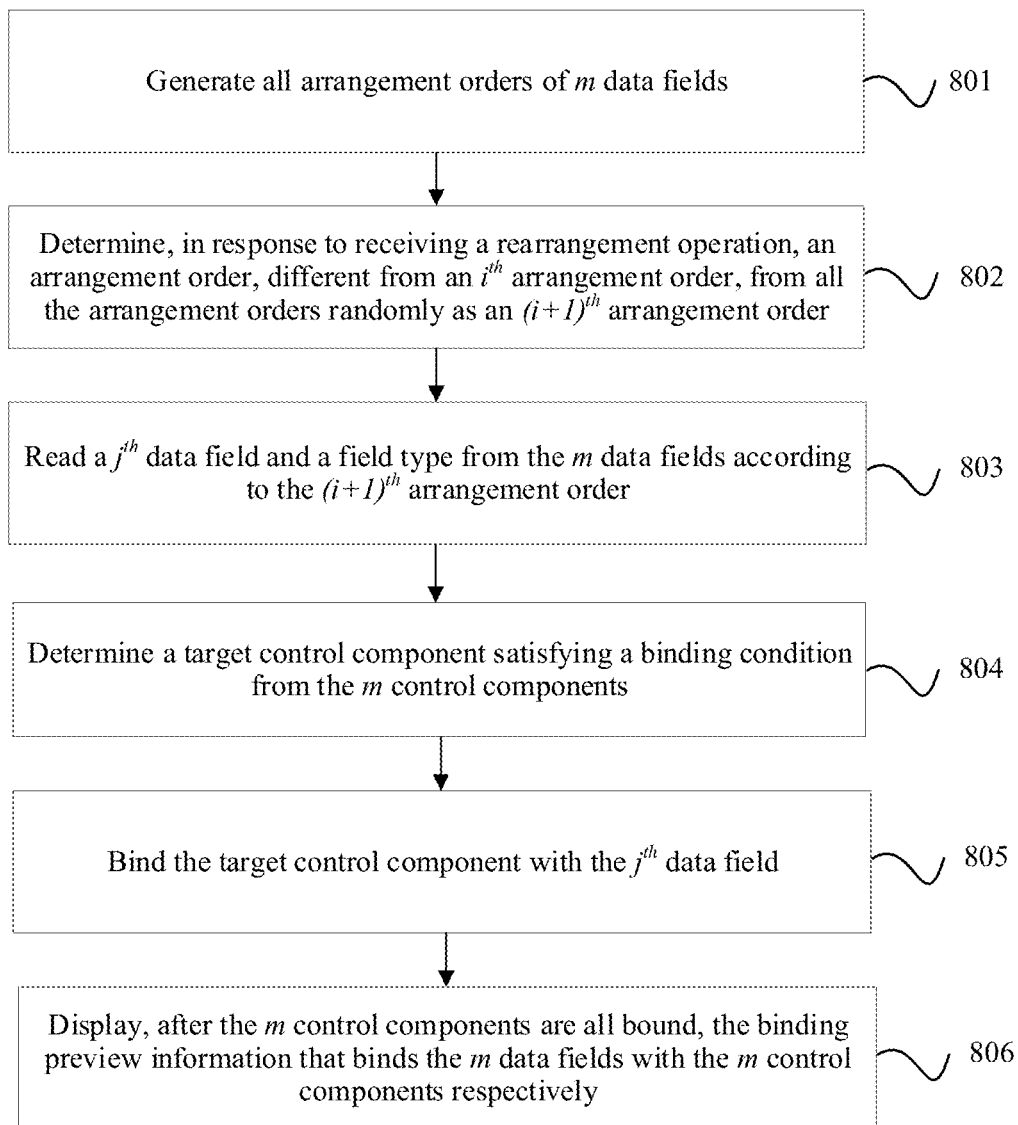 Generate all arrangement orders of m data fields
801
Determine, in response to receiving a rearrangement operation, an
arrangement order, different from an i^th arrangement order, from all
the arrangement orders randomly as an (i+1)^th arrangement order
802
Read a j^th data field and a field type from the m data fields according
to the (i+1)^th arrangement order
803
Determine a target control component satisfying a binding condition
from the m control components
804
Bind the target control component with the j^th data field
805
Display, after the m control components are all bound, the binding
preview information that binds the m data fields with the m control
components respectively
806